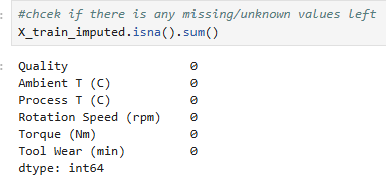 #chcek if there is any missing/unknown values left
X_train_imputed.isna().sum()
Quality 0
Ambient T (C) 0
Process T (C) 0
Rotation Speed (rpm) 0
Torque (Nm) 0
Tool Wear (min) 0
dtype: int64